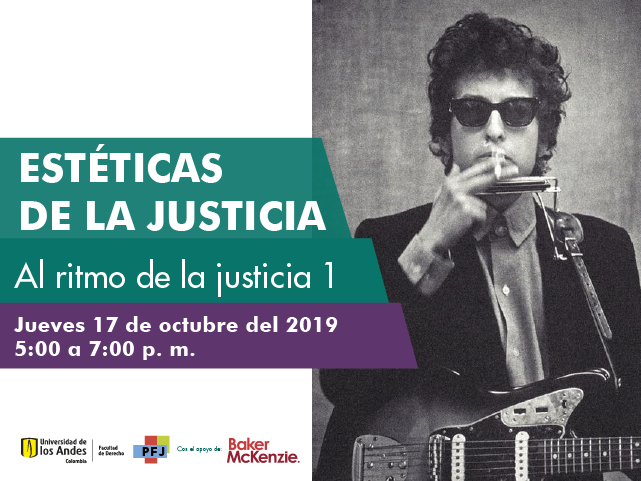 ESTÉTICAS
DE LA JUSTICIA
Al ritmo de la justicia 1
Jueves 17 de octubre del 2019
5:00 a 7:00 p. m.
Universidad de
los Andes
Colombia
Facultad
de Derecho
PFJ
Con el apoyo de:
Baker
McKenzie.